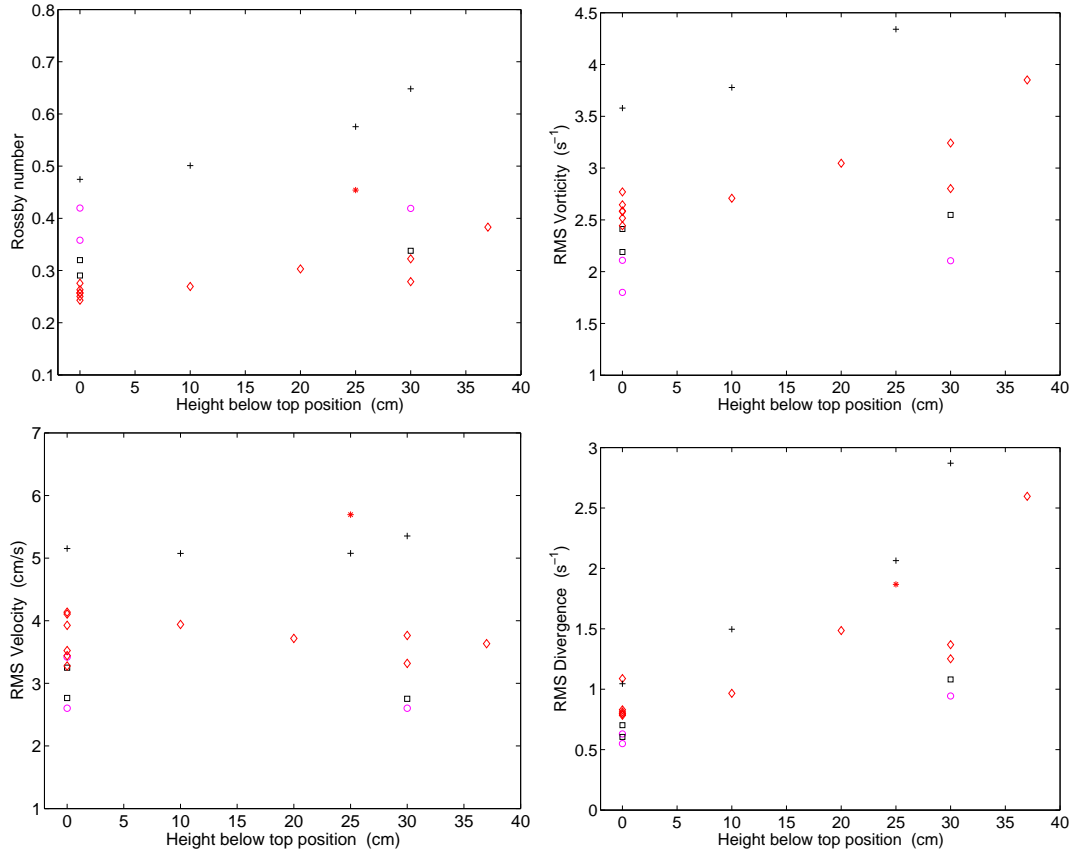 0.8
0.7
0.6
0.5
0.4
0.3
0.2
0.1
Rossby number
0 5 10 15 20 25 30 35 40
Height below top position (cm)
4.5
4
3.5
3
2.5
2
1.5
1
RMS Vorticity (s⁻¹)
0 5 10 15 20 25 30 35 40
Height below top position (cm)
7
6
5
4
3
2
1
RMS Velocity (cm/s)
0 5 10 15 20 25 30 35 40
Height below top position (cm)
3
2.5
2
1.5
1
0.5
0
RMS Divergence (s⁻¹)
0 5 10 15 20 25 30 35 40
Height below top position (cm)